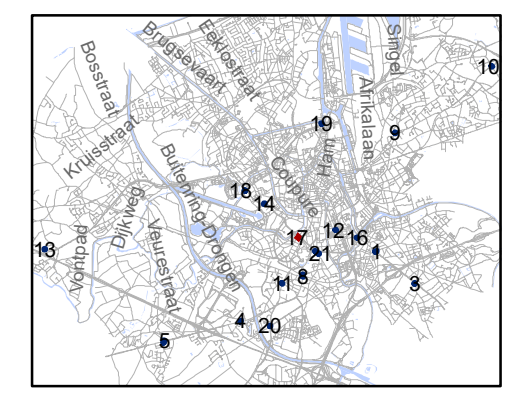 Eeklostraat
Brugsevaart
Singel
Bosstraat
10
Afrikalaan
19
9
Kruisstraat
Ham
Buitenring-Drongen
Coupure
18
14
Dijkweg
12
17
16
13
21
1
Vontpad
Veurestraat
8
11
3
4
20
5